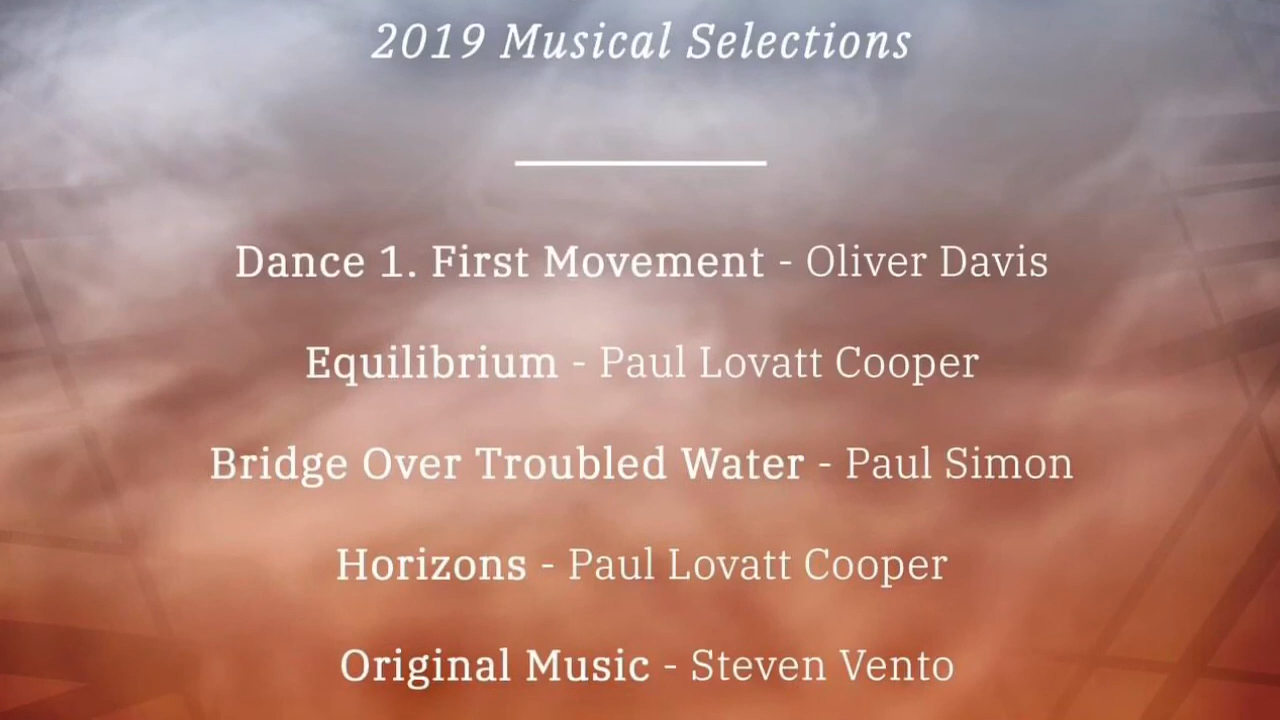 2019 Musical Selections
Dance 1. First Movement - Oliver Davis
Equilibrium - Paul Lovatt Cooper
Bridge Over Troubled Water - Paul Simon
Horizons - Paul Lovatt Cooper
Original Music - Steven Vento